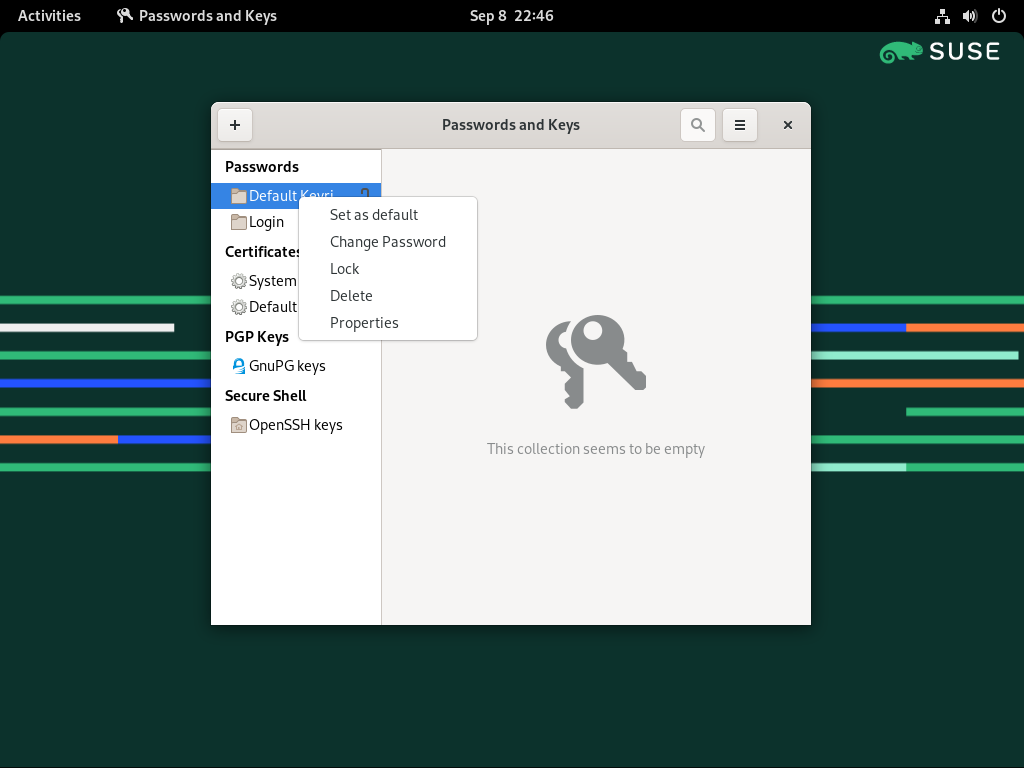 Activities
Passwords and Keys
Sep 8 22:46
SUSE
Passwords and Keys
Passwords
Default Keyri
Login
Certificates
System
Default
PGP Keys
GnuPG keys
Secure Shell
OpenSSH keys
Set as default
Change Password
Lock
Delete
Properties
This collection seems to be empty